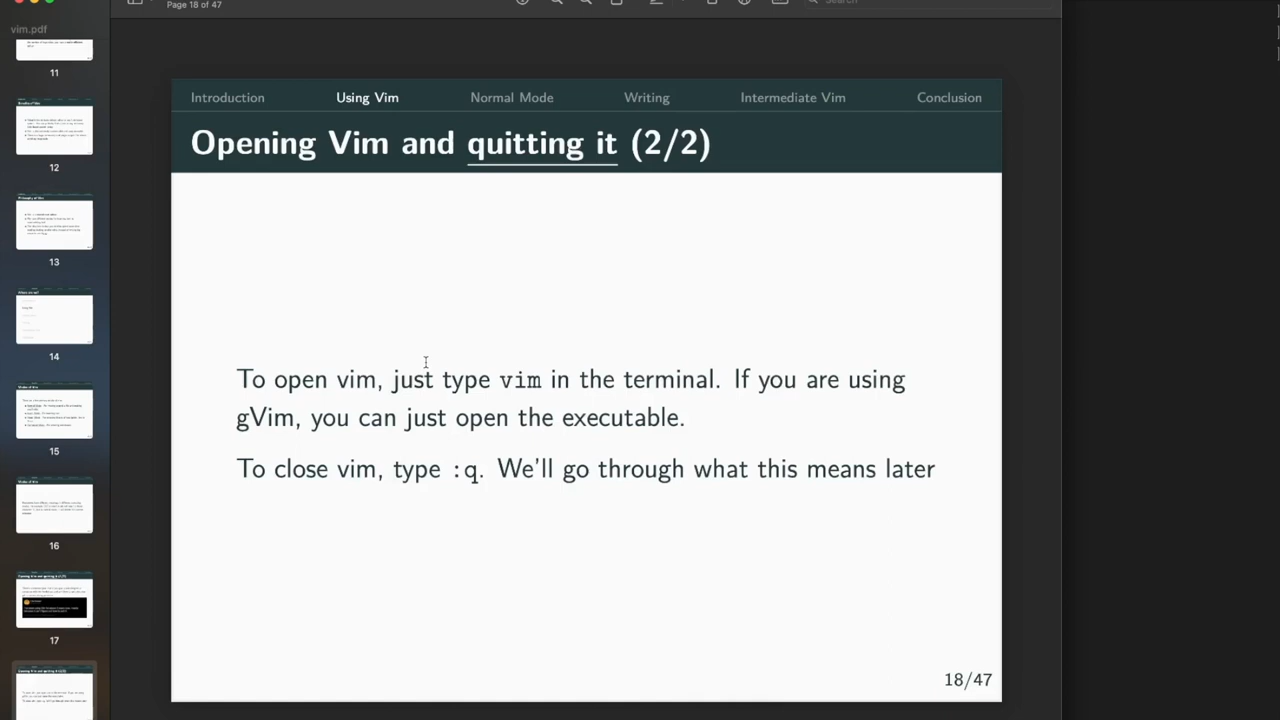 Page 18 of 47
Search
vim.pdf
11
12
13
14
15
16
17
Introduction Using Vim Normal Mode Writing Intermediate Vim Conclusion
Opening Vim and quitting it (2/2)
To open vim, just type vim in the terminal. If you are using
gVim, you can just open the executable.
To close vim, type :q. We'll go through what this means later
18/47